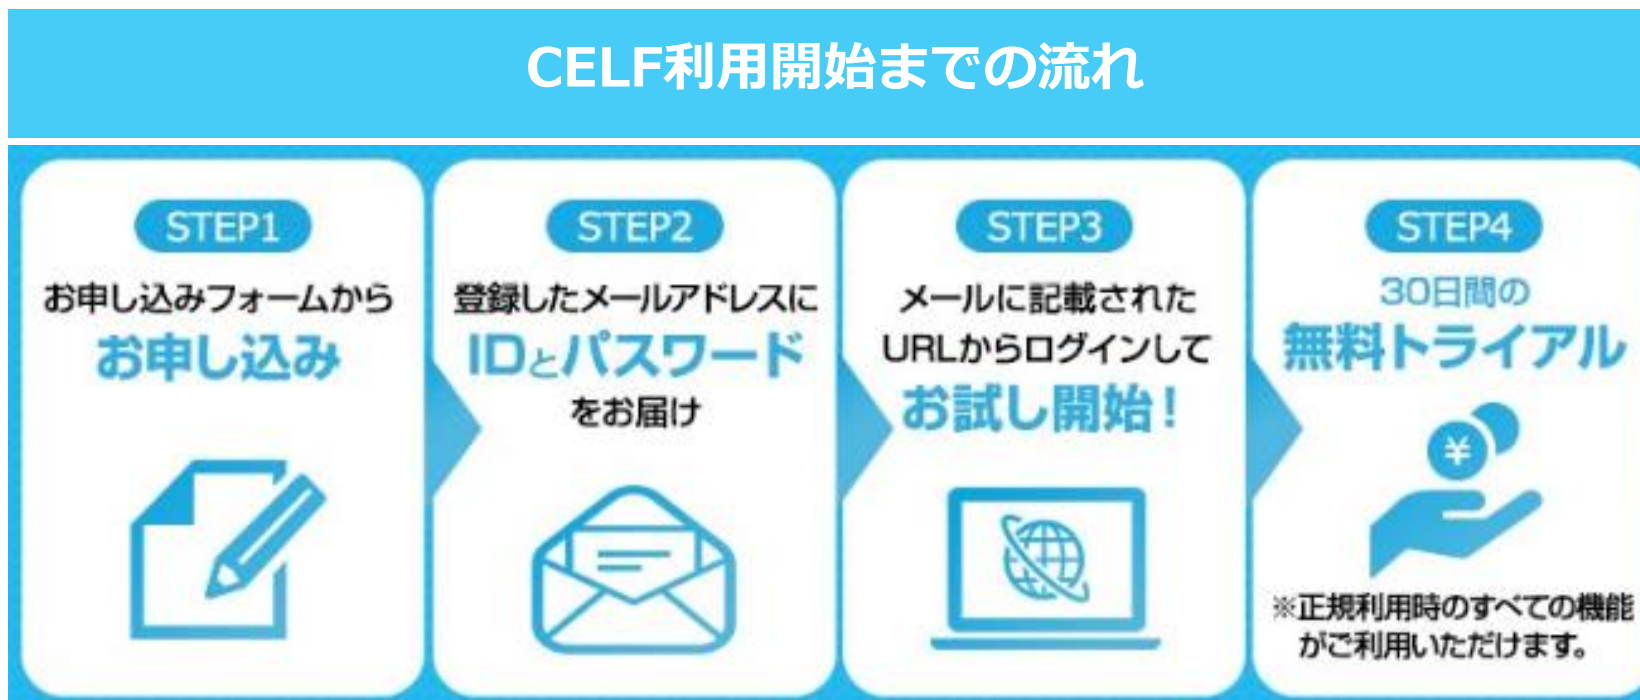 CELF利用開始までの流れ
STEP1
お申し込みフォームから
お申し込み
STEP2
登録したメールアドレスに
IDとパスワード
をお届け
STEP3
メールに記載された
URLからログインして
お試し開始!
STEP4
30日間の
無料トライアル
¥
※正規利用時のすべての機能
がご利用いただけます。